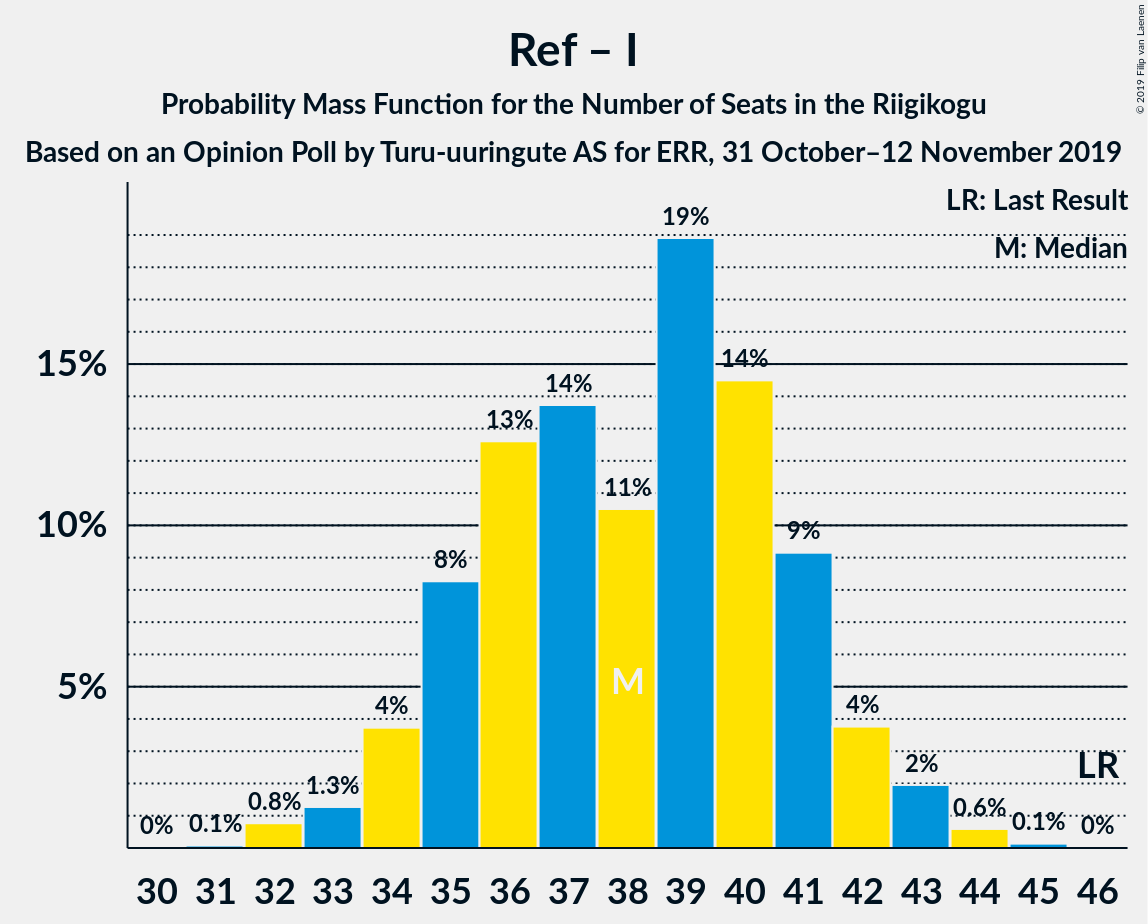 Ref – I
Probability Mass Function for the Number of Seats in the Riigikogu
Based on an Opinion Poll by Turu-uuringute AS for ERR, 31 October–12 November 2019
© 2019 Filip van Laenen
LR: Last Result
M: Median
15%
10%
5%
0%
0.1%
0.8%
1.3%
4%
8%
13%
14%
11%
19%
14%
9%
4%
2%
0.6%
0.1%
0%
M
LR
30 31 32 33 34 35 36 37 38 39 40 41 42 43 44 45 46